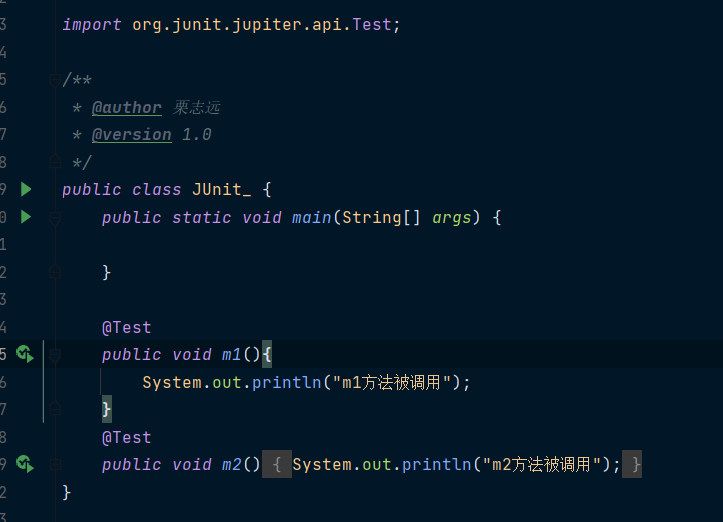 3 import org.junit.jupiter.api.Test;
4
5 /**
6 * @author 栗志远
7 * @version 1.0
8 */
9 public class JUnit_ {
0 public static void main(String[] args) {
1
2 }
3
4 @Test
5 public void m1(){
6 System.out.println("m1方法被调用");
7 }
8 @Test
9 public void m2() { System.out.println("m2方法被调用"); }
2 }
3